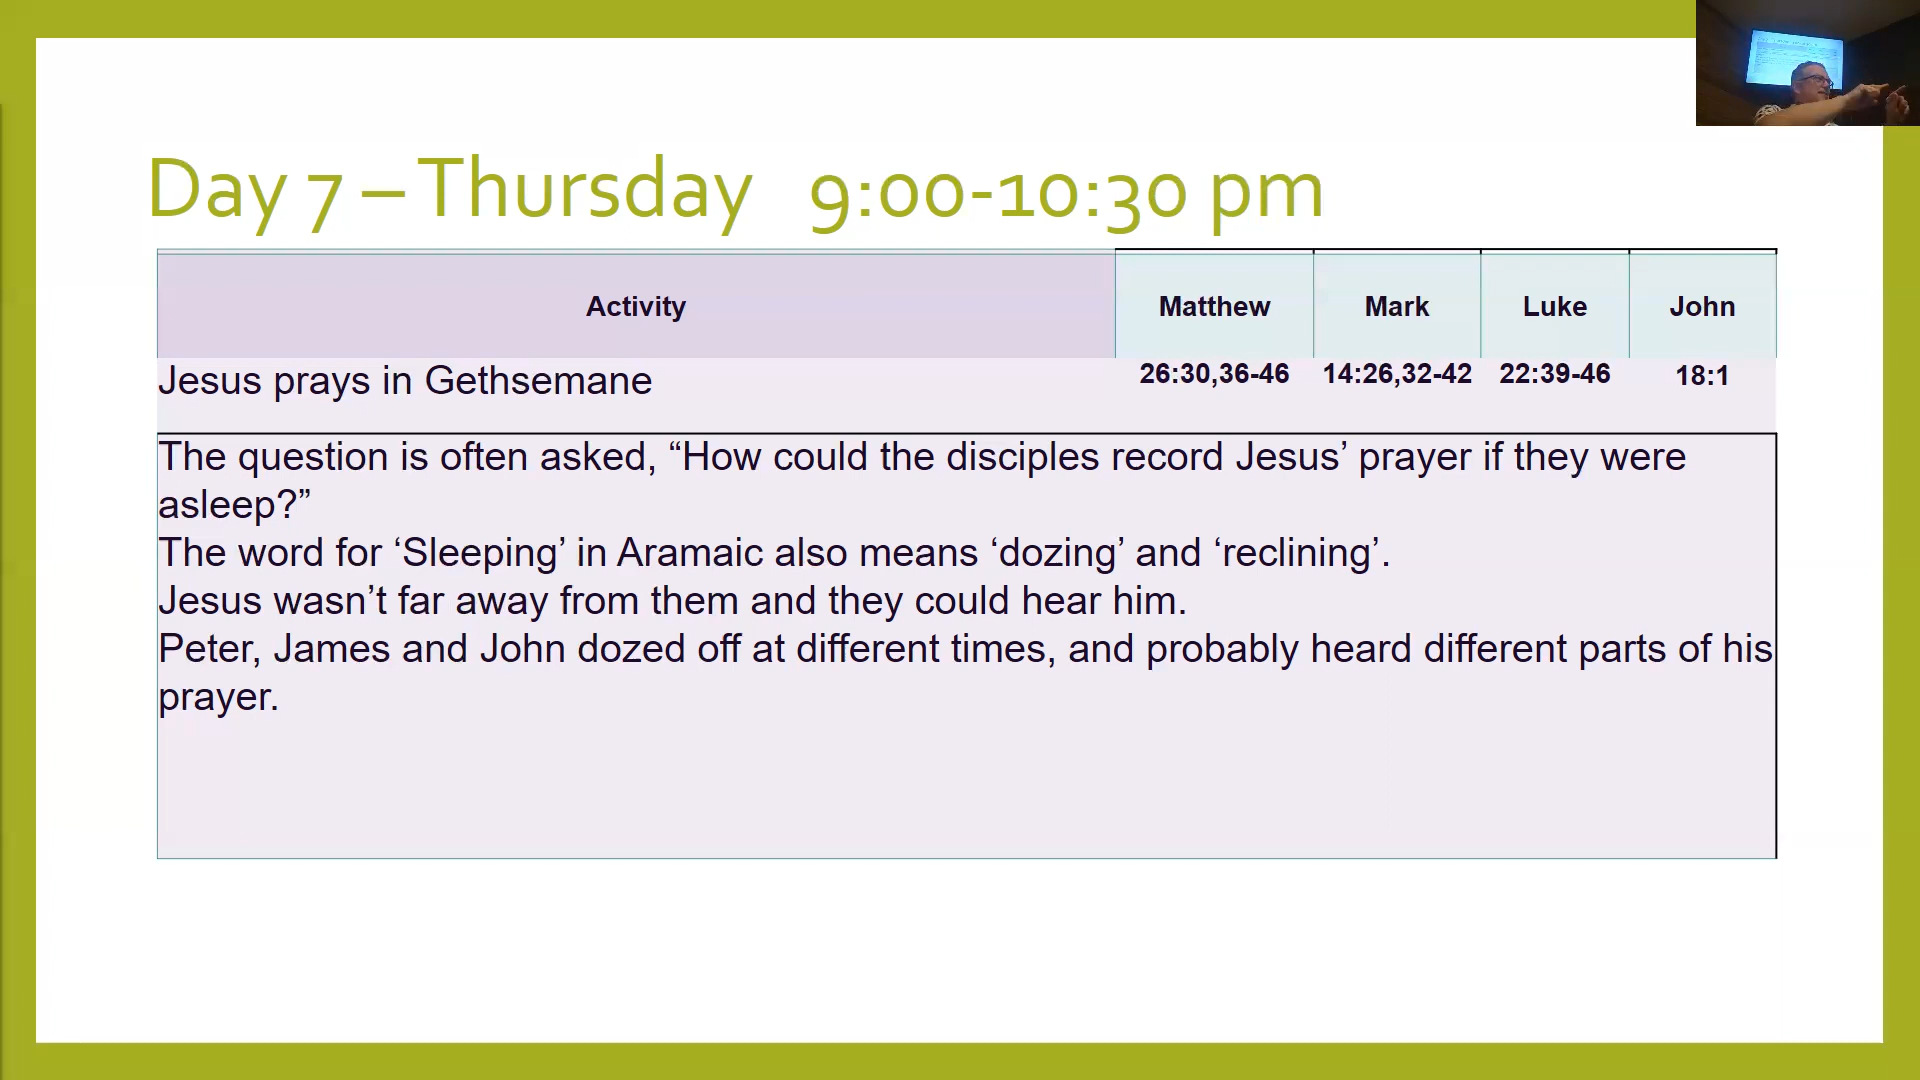 Day 7 – Thursday 9:00-10:30 pm
Activity Matthew Mark Luke John
Jesus prays in Gethsemane 26:30,36-46 14:26,32-42 22:39-46 18:1
The question is often asked, “How could the disciples record Jesus’ prayer if they were
asleep?”
The word for ‘Sleeping’ in Aramaic also means ‘dozing’ and ‘reclining’.
Jesus wasn’t far away from them and they could hear him.
Peter, James and John dozed off at different times, and probably heard different parts of his
prayer.